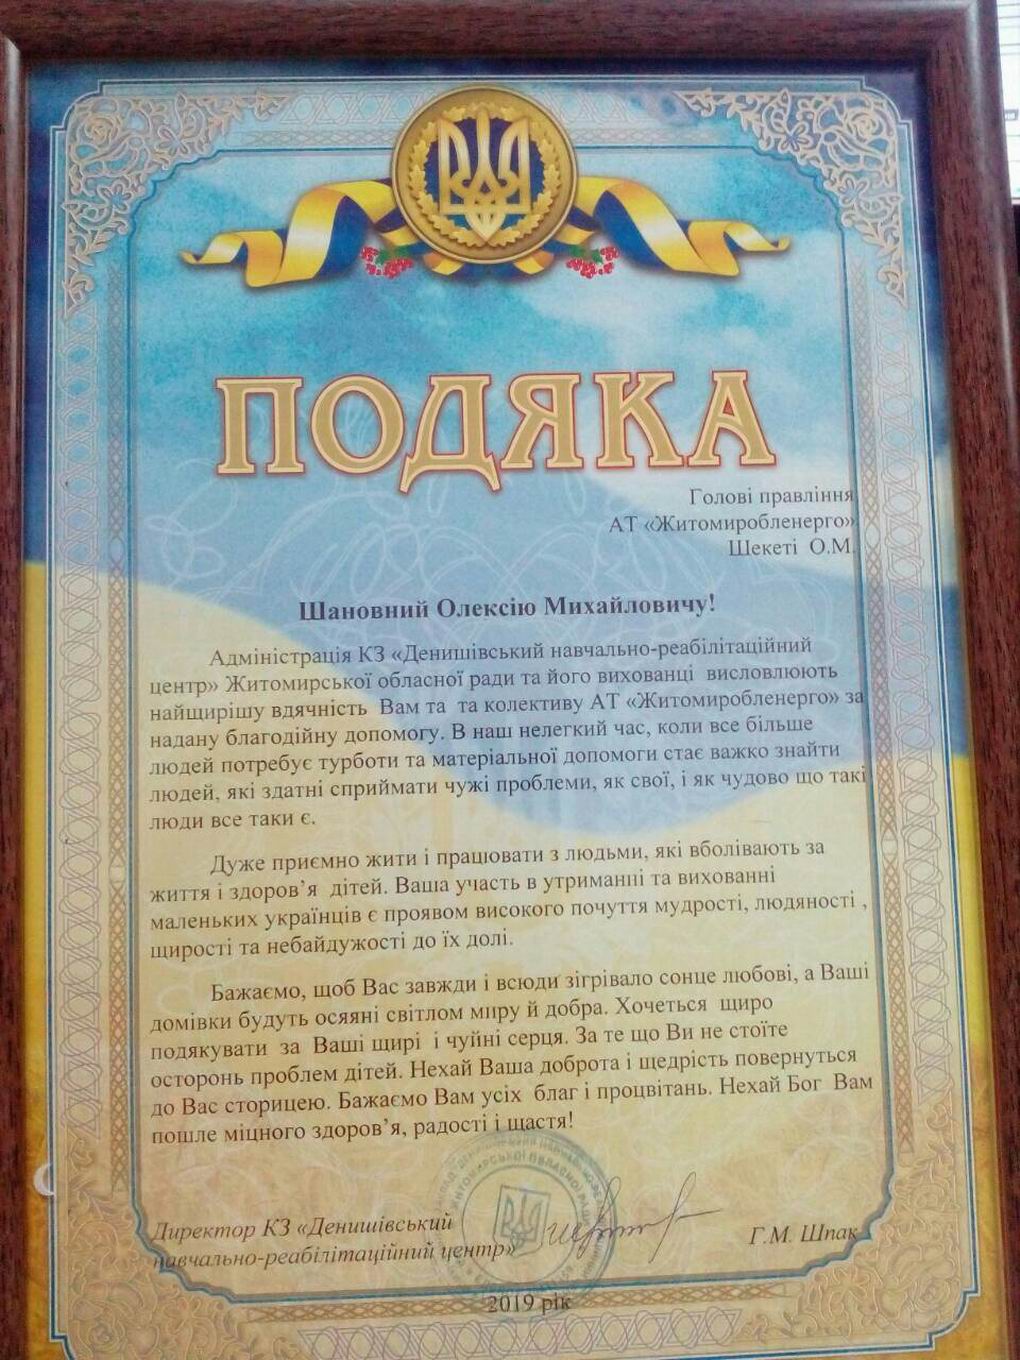 ПОДЯКА
Голові правління
АТ «Житомиробленерго»
Шекеті О.М.
Шановний Олексію Михайловичу!
Адміністрація КЗ «Денишівський навчально-реабілітаційний
центр» Житомирської обласної ради та його вихованці висловлюють
найщирішу вдячність Вам та та колективу АТ «Житомиробленерго» за
надану благодійну допомогу. В наш нелегкий час, коли все більше
людей потребує турботи та матеріальної допомоги стає важко знайти
людей, які здатні сприймати чужі проблеми, як свої, і як чудово що такі
люди все таки є.
Дуже приємно жити і працювати з людьми, які вболівають за
життя і здоров’я дітей. Ваша участь в утриманні та вихованні
маленьких українців є проявом високого почуття мудрості, людяності ,
щирості та небайдужості до їх долі.
Бажаємо, щоб Вас завжди і всюди зігрівало сонце любові, а Ваші
домівки будуть осяяні світлом миру й добра. Хочеться щиро
подякувати за Ваші щирі і чуйні серця. За те що Ви не стоїте
осторонь проблем дітей. Нехай Ваша доброта і щедрість повернуться
до Вас сторицею. Бажаємо Вам усіх благ і процвітань. Нехай Бог Вам
пошле міцного здоров’я, радості і щастя!
Директор КЗ «Денишівський
навчально-реабілітаційний центр»
Г.М. Шпак
2019 рік